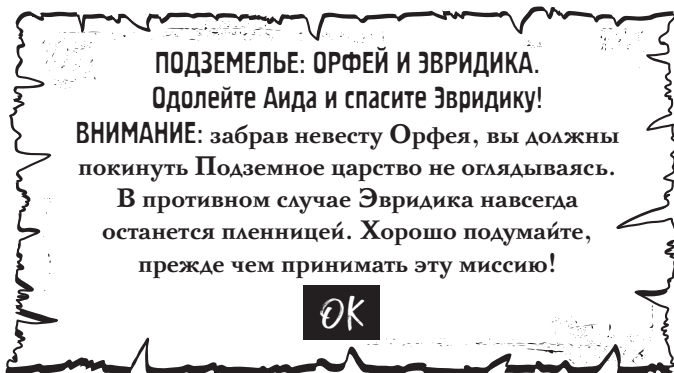 ПОДЗЕМЕЛЬЕ: ОРФЕЙ И ЭВРИДИКА.
Одолейте Аида и спасите Эвридику!
ВНИМАНИЕ: забрав невесту Орфея, вы должны
покинуть Подземное царство не оглядываясь.
В противном случае Эвридика навсегда
останется пленницей. Хорошо подумайте,
прежде чем принимать эту миссию!
OK